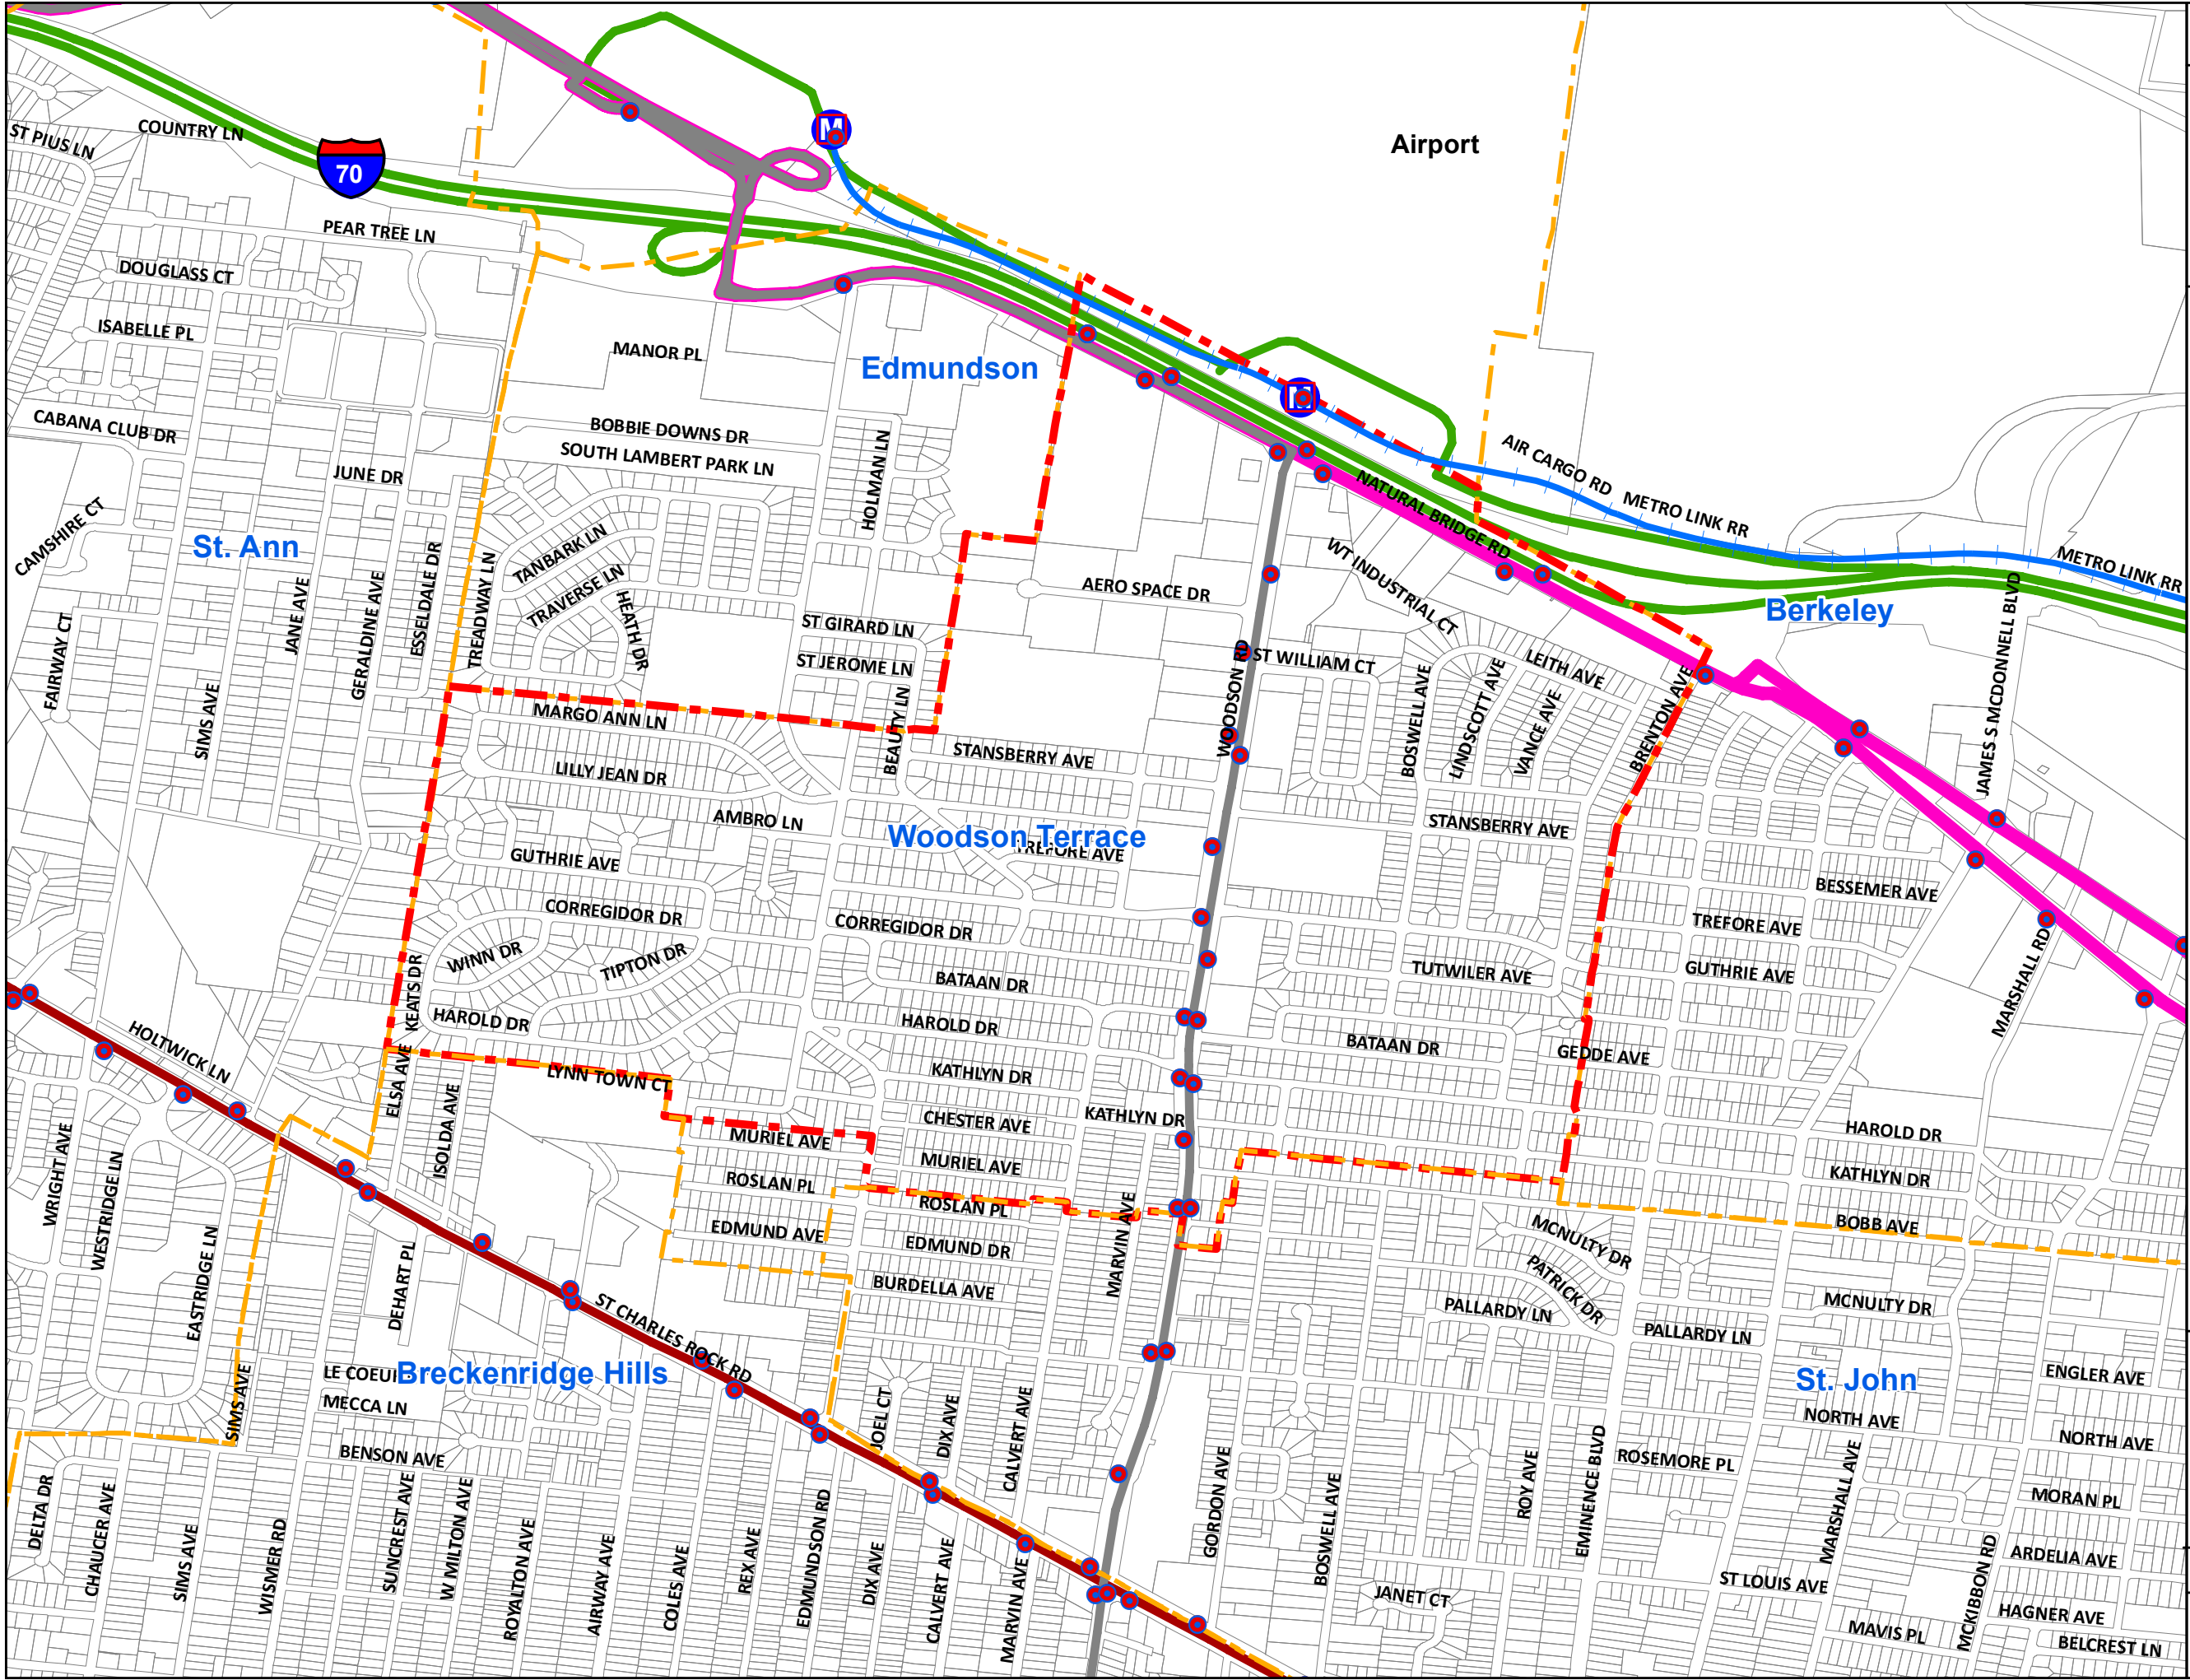 Airport
M
COUNTRY LN
ST PIUS LN
70
PEAR TREE LN
DOUGLASS CT
ISABELLE PL
MANOR PL
Edmundson
M
CABANA CLUB DR
BOBBIE DOWNS DR
SOUTH LAMBERT PARK LN
HOLMAN LN
JUNE DR
AIR CARGO RD
METRO LINK RR
METRO LINK RR
NATURAL BRIDGE RD
CAMSHIRE CT
St. Ann
TANBARK LN
TRAVERSE LN
HEATH DR
TREADWAY LN
ESSELDALE DR
GERALDINE AVE
JANE AVE
SIMS AVE
FAIRWAY CT
AERO SPACE DR
WT INDUSTRIAL CT
Berkeley
JAMES S MCDONNELL BLVD
ST GIRARD LN
ST JEROME LN
BEAUTY LN
WOODSON RD
ST WILLIAM CT
LEITH AVE
BOSWELL AVE
LINDSCOTT AVE
VANCE AVE
BRENTON AVE
MARGO ANN LN
STANSBERRY AVE
LILLY JEAN DR
AMBRO LN
Woodson Terrace
TREFORE AVE
STANSBERRY AVE
GUTHRIE AVE
BESSEMER AVE
CORREGIDOR DR
CORREGIDOR DR
TREFORE AVE
WINN DR
TIPTON DR
BATAAN DR
TUTWILER AVE
GUTHRIE AVE
MARSHALL RD
KEATS DR
HAROLD DR
HAROLD DR
BATAAN DR
GEDDE AVE
HOLTWICK LN
ELSA AVE
ISOLDA AVE
LYNN TOWN CT
KATHLYN DR
CHESTER AVE
KATHLYN DR
MURIEL AVE
MURIEL AVE
HAROLD DR
KATHLYN DR
WRIGHT AVE
WESTRIDGE LN
EASTRIDGE LN
ROSLAN PL
ROSLAN PL
MARVIN AVE
BOBB AVE
EDMUND AVE
EDMUND DR
MCNULTY DR
PATRICK DR
DEHART PL
BURDELLA AVE
PALLARDY LN
MCNULTY DR
PALLARDY LN
ST CHARLES ROCK RD
Breckenridge Hills
St. John
ENGLER AVE
SIMS AVE
MECCA LN
BENSON AVE
JOEL CT
DIX AVE
CALVERT AVE
NORTH AVE
NORTH AVE
ROSEMORE PL
DELTA DR
CHAUCER AVE
SIMS AVE
WISMER RD
SUNCREST AVE
W MILTON AVE
ROYALTON AVE
AIRWAY AVE
COLES AVE
REX AVE
EDMUNDSON RD
DIX AVE
CALVERT AVE
MARVIN AVE
GORDON AVE
BOSWELL AVE
ROY AVE
EMINENCE BLVD
MARSHALL AVE
MORAN PL
ARDELIA AVE
MCKIBBON RD
JANET CT
ST LOUIS AVE
HAGNER AVE
MAVIS PL
BELCREST LN